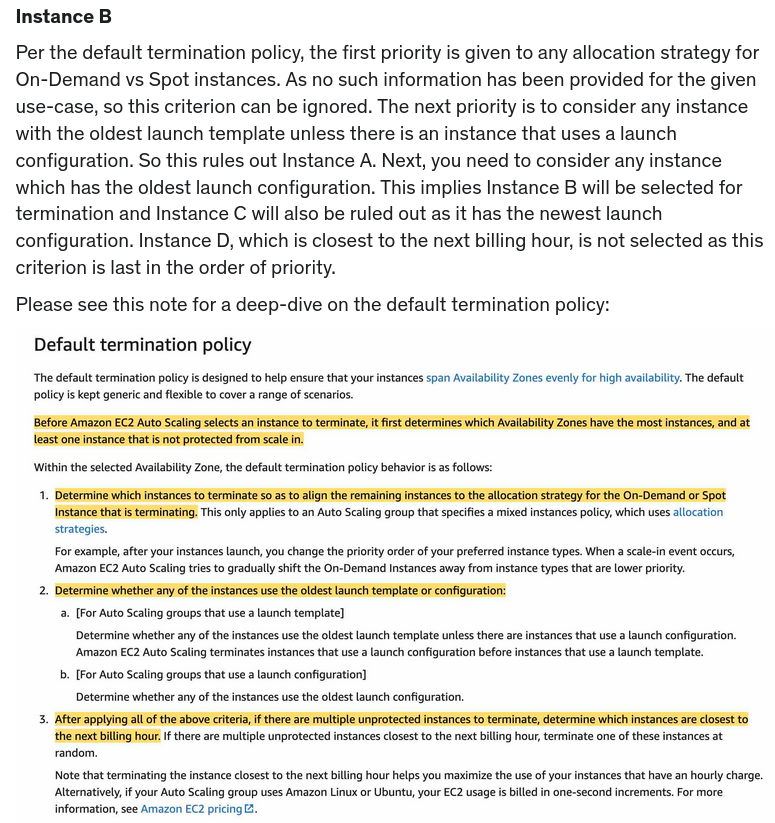 Instance B
Per the default termination policy, the first priority is given to any allocation strategy for
On-Demand vs Spot instances. As no such information has been provided for the given
use-case, so this criterion can be ignored. The next priority is to consider any instance
with the oldest launch template unless there is an instance that uses a launch
configuration. So this rules out Instance A. Next, you need to consider any instance
which has the oldest launch configuration. This implies Instance B will be selected for
termination and Instance C will also be ruled out as it has the newest launch
configuration. Instance D, which is closest to the next billing hour, is not selected as this
criterion is last in the order of priority.
Please see this note for a deep-dive on the default termination policy:
Default termination policy
The default termination policy is designed to help ensure that your instances span Availability Zones evenly for high availability. The default
policy is kept generic and flexible to cover a range of scenarios.
Before Amazon EC2 Auto Scaling selects an instance to terminate, it first determines which Availability Zones have the most instances, and at
least one instance that is not protected from scale in.
Within the selected Availability Zone, the default termination policy behavior is as follows:
1. Determine which instances to terminate so as to align the remaining instances to the allocation strategy for the On-Demand or Spot
Instance that is terminating. This only applies to an Auto Scaling group that specifies a mixed instances policy, which uses allocation
strategies.
For example, after your instances launch, you change the priority order of your preferred instance types. When a scale-in event occurs,
Amazon EC2 Auto Scaling tries to gradually shift the On-Demand Instances away from instance types that are lower priority.
2. Determine whether any of the instances use the oldest launch template or configuration:
a. [For Auto Scaling groups that use a launch template]
Determine whether any of the instances use the oldest launch template unless there are instances that use a launch configuration.
Amazon EC2 Auto Scaling terminates instances that use a launch configuration before instances that use a launch template.
b. [For Auto Scaling groups that use a launch configuration]
Determine whether any of the instances use the oldest launch configuration.
3. After applying all of the above criteria, if there are multiple unprotected instances to terminate, determine which instances are closest to
the next billing hour. If there are multiple unprotected instances closest to the next billing hour, terminate one of these instances at
random.
Note that terminating the instance closest to the next billing hour helps you maximize the use of your instances that have an hourly charge.
Alternatively, if your Auto Scaling group uses Amazon Linux or Ubuntu, your EC2 usage is billed in one-second increments. For more
information, see Amazon EC2 pricing.